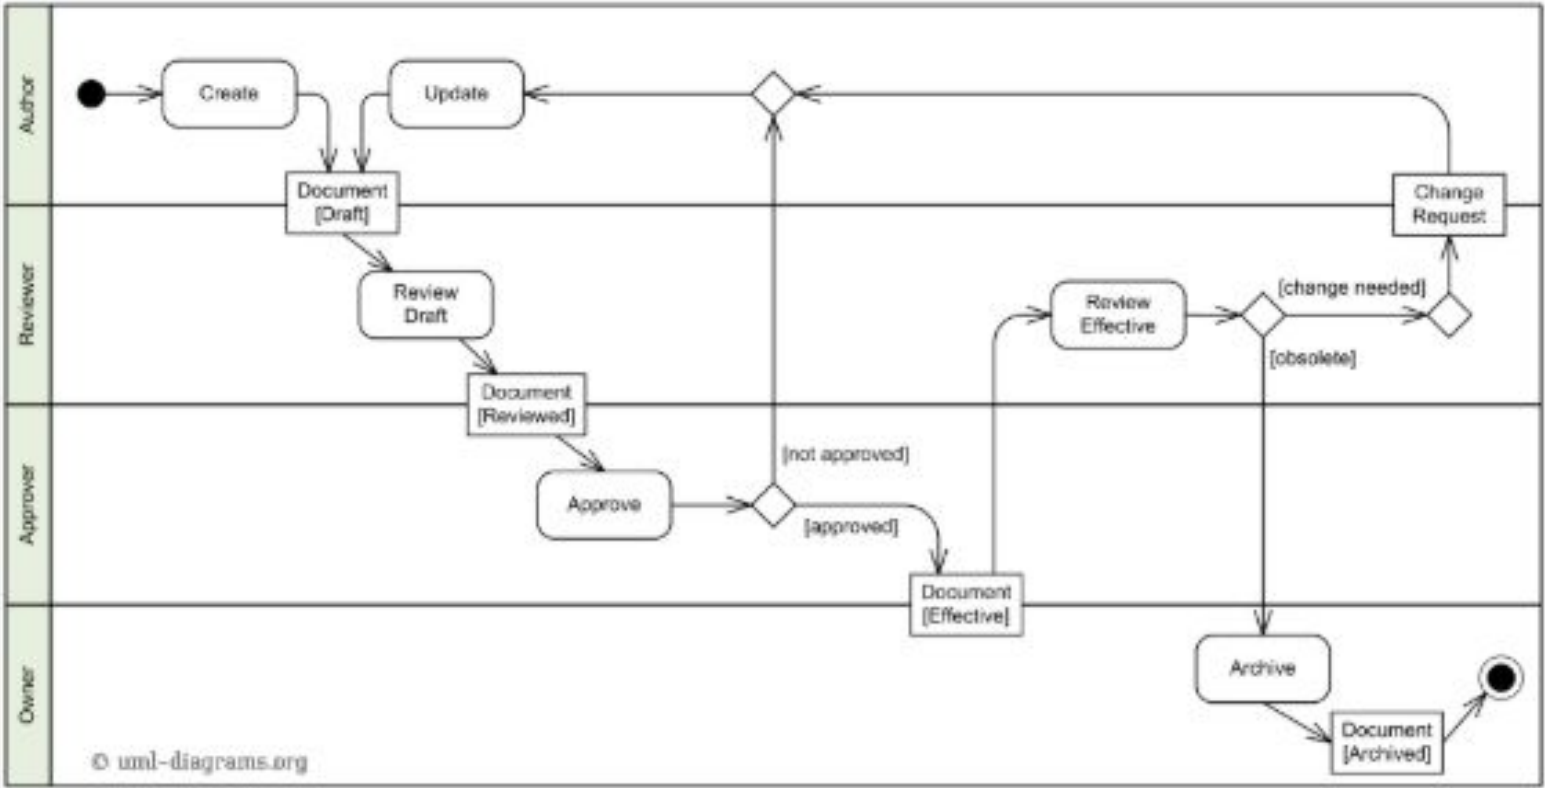 Author
Create
Update
Document
[Draft]
Change
Request
Reviewer
Review
Draft
Review
Effective
[change needed]
[obsolete]
Document
[Reviewed]
Approver
[not approved]
Approve
[approved]
Document
[Effective]
Owner
Archive
Document
[Archived]
© uml-diagrams.org